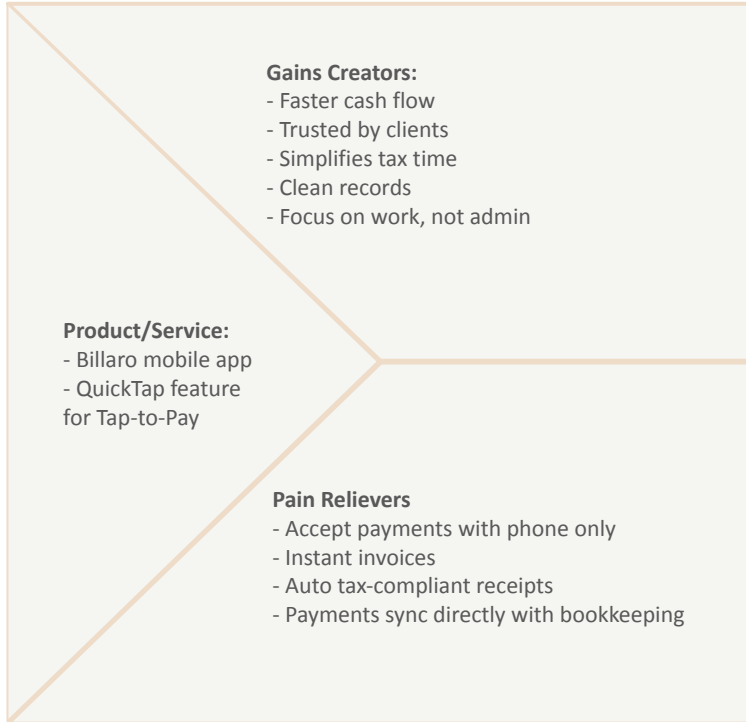 Gains Creators:
- Faster cash flow
- Trusted by clients
- Simplifies tax time
- Clean records
- Focus on work, not admin
Product/Service:
- Billaro mobile app
- QuickTap feature
for Tap-to-Pay
Pain Relievers
- Accept payments with phone only
- Instant invoices
- Auto tax-compliant receipts
- Payments sync directly with bookkeeping